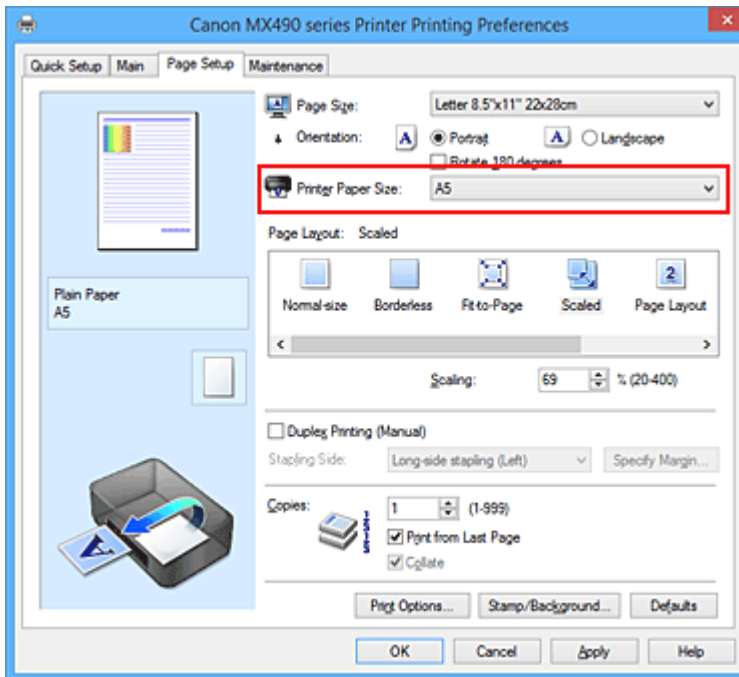 Canon MX490 series Printer Printing Preferences
Quick Setup Main Page Setup Maintenance
Page Size: Letter 8.5"x11" 22x28cm
Orientation: A Portrait A Landscape
Rotate 180 degrees
Printer Paper Size: A5
Page Layout: Scaled
Normal-size Borderless Fit-to-Page Scaled Page Layout
Plain Paper
A5
Scaling: 69 % (20-400)
Duplex Printing (Manual)
Stapling Side: Long-side stapling (Left) Specify Margin...
Copies: 1 (1-999)
Print from Last Page
Collate
Print Options... Stamp/Background... Defaults
OK Cancel Apply Help